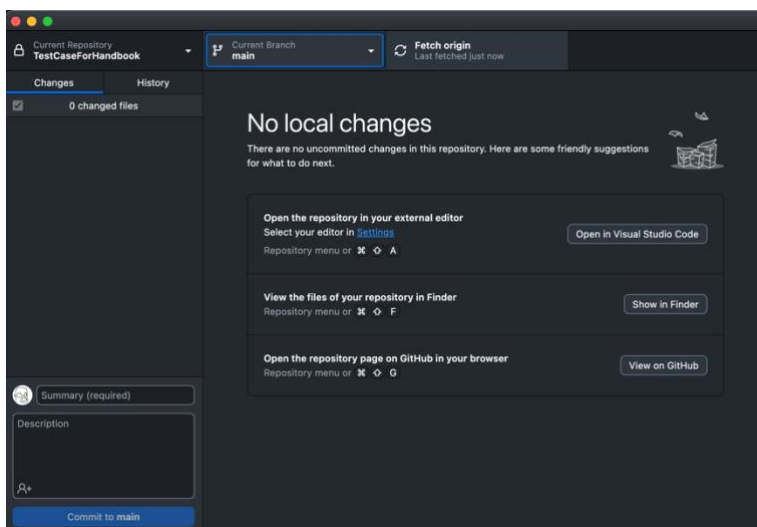 Current Repository
TestCaseForHandbook
Current Branch
main
Fetch origin
Last fetched just now
Changes
History
0 changed files
No local changes
There are no uncommitted changes in this repository. Here are some friendly suggestions
for what to do next.
Open the repository in your external editor
Select your editor in Settings
Repository menu or ⌘ ⇧ A
Open in Visual Studio Code
View the files of your repository in Finder
Repository menu or ⌘ ⇧ F
Show in Finder
Open the repository page on GitHub in your browser
Repository menu or ⌘ ⇧ G
View on GitHub
Summary (required)
Description
Commit to main